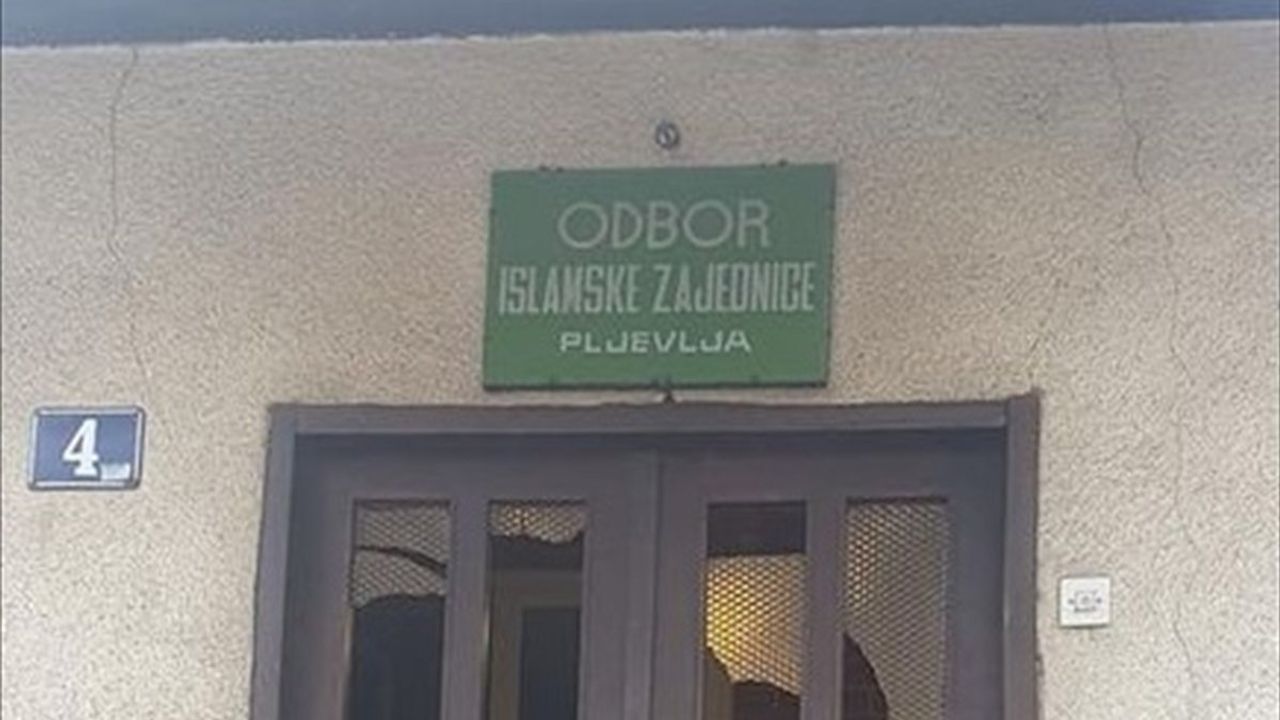 ODBOR
ISLAMSKE ZAJEDNICE
PLJEVLJA
4